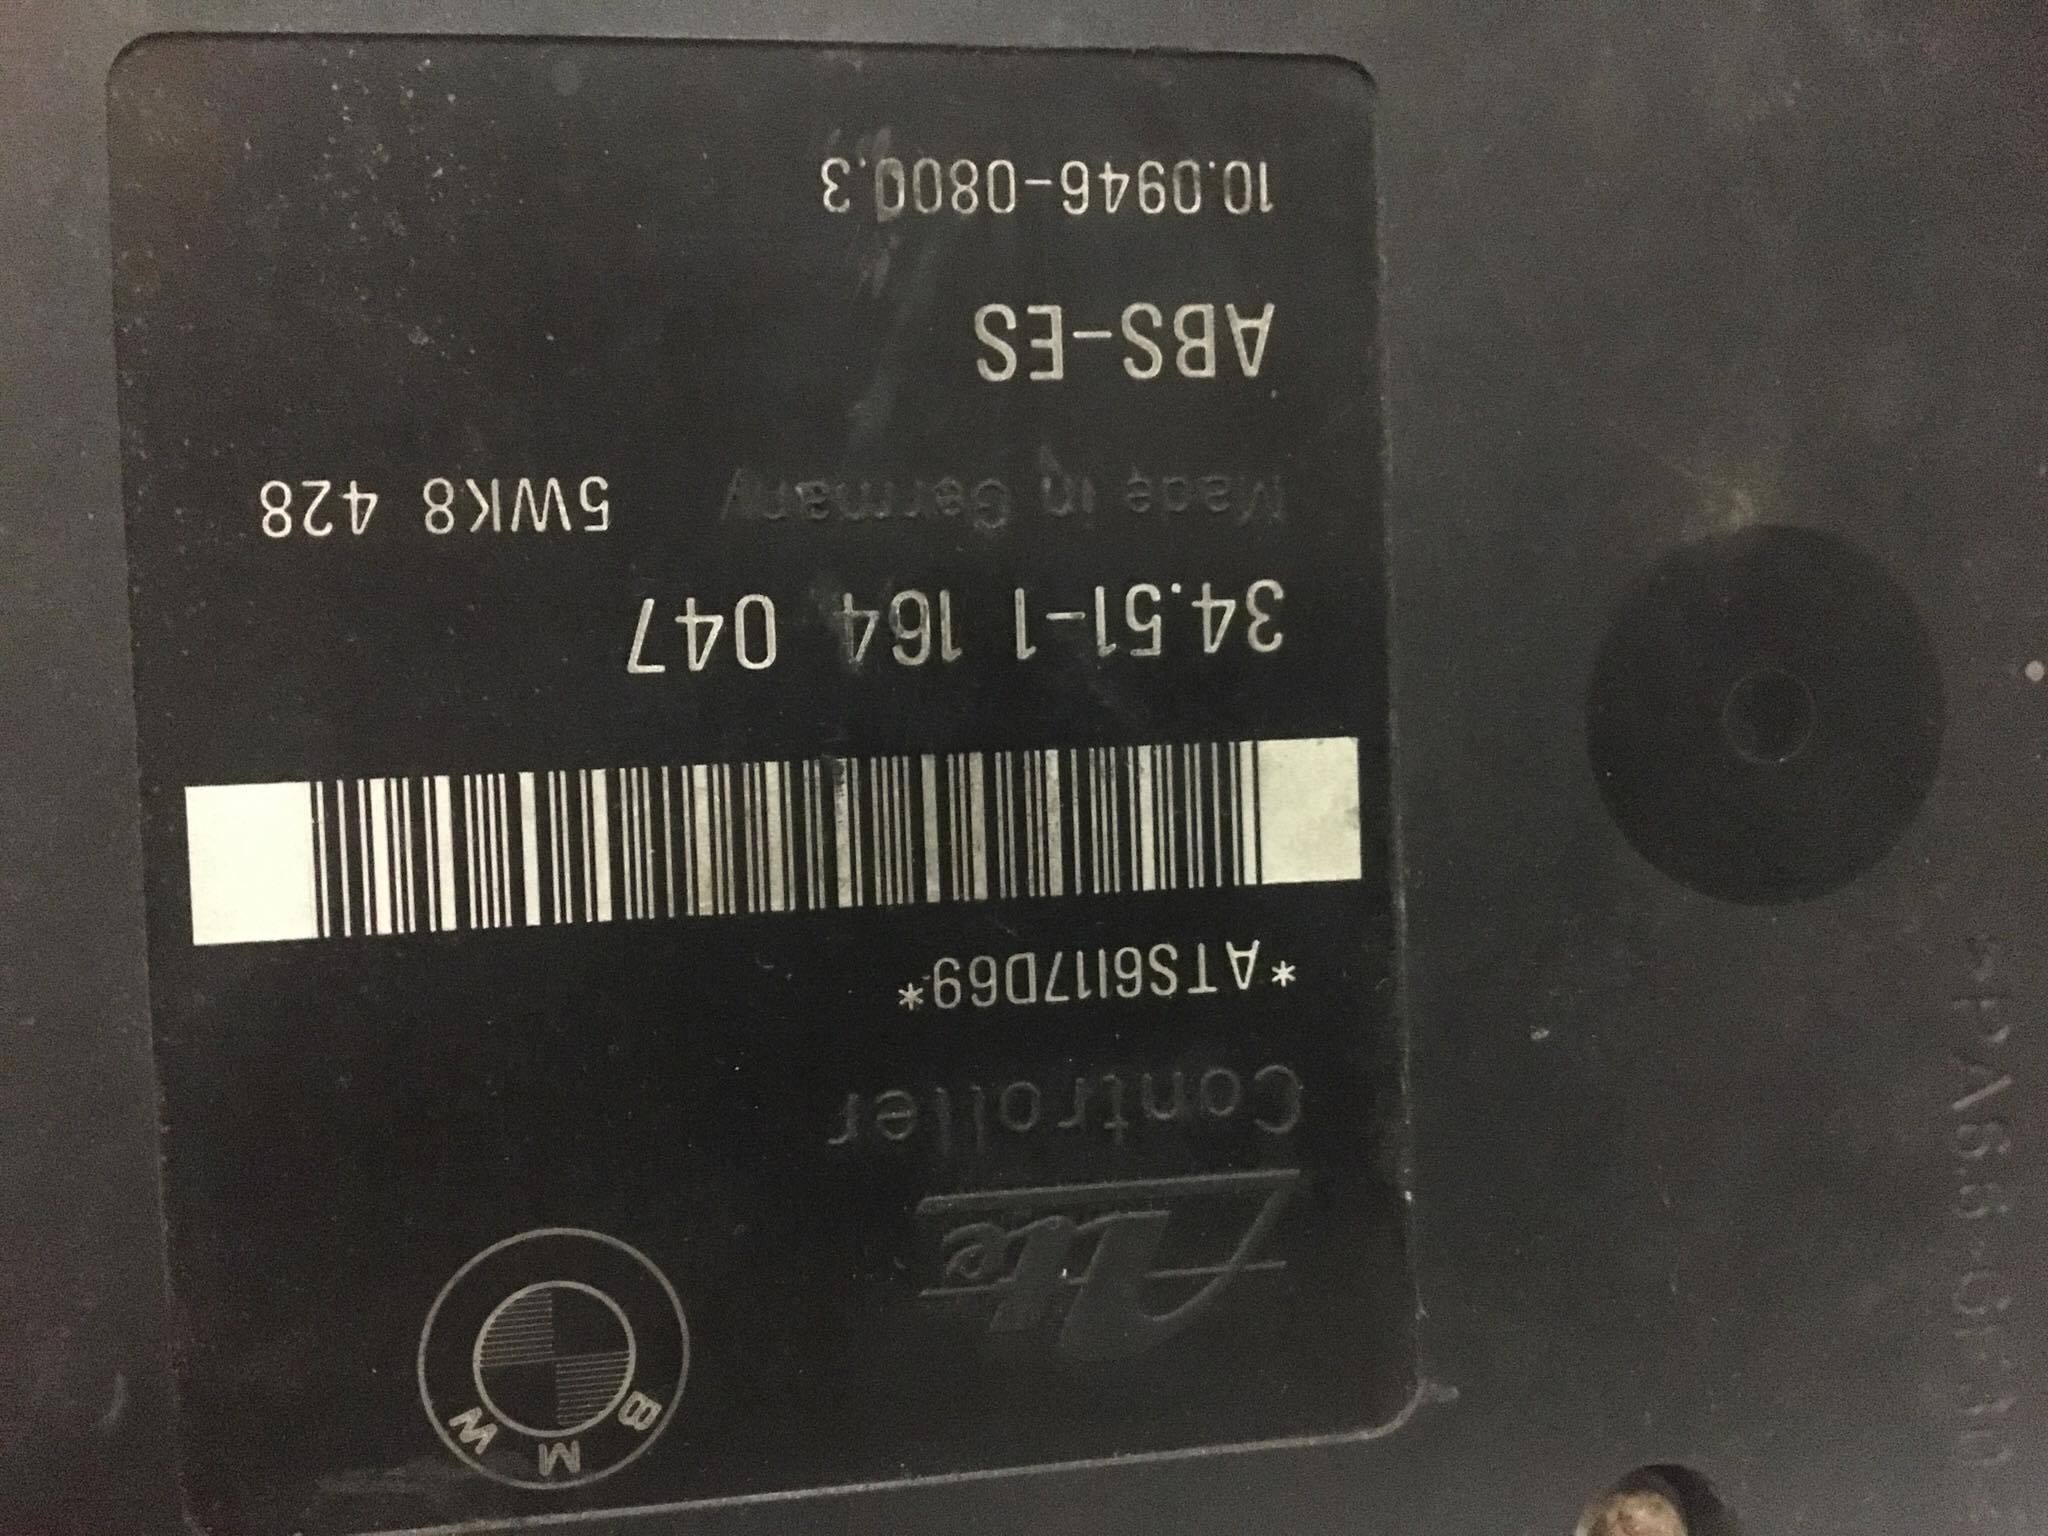 BMW
Ate
Controller
*ATS6117D69*
34.51-1 164 047
Made in Germany 5WK8 428
ABS-ES
10.0946-0800.3